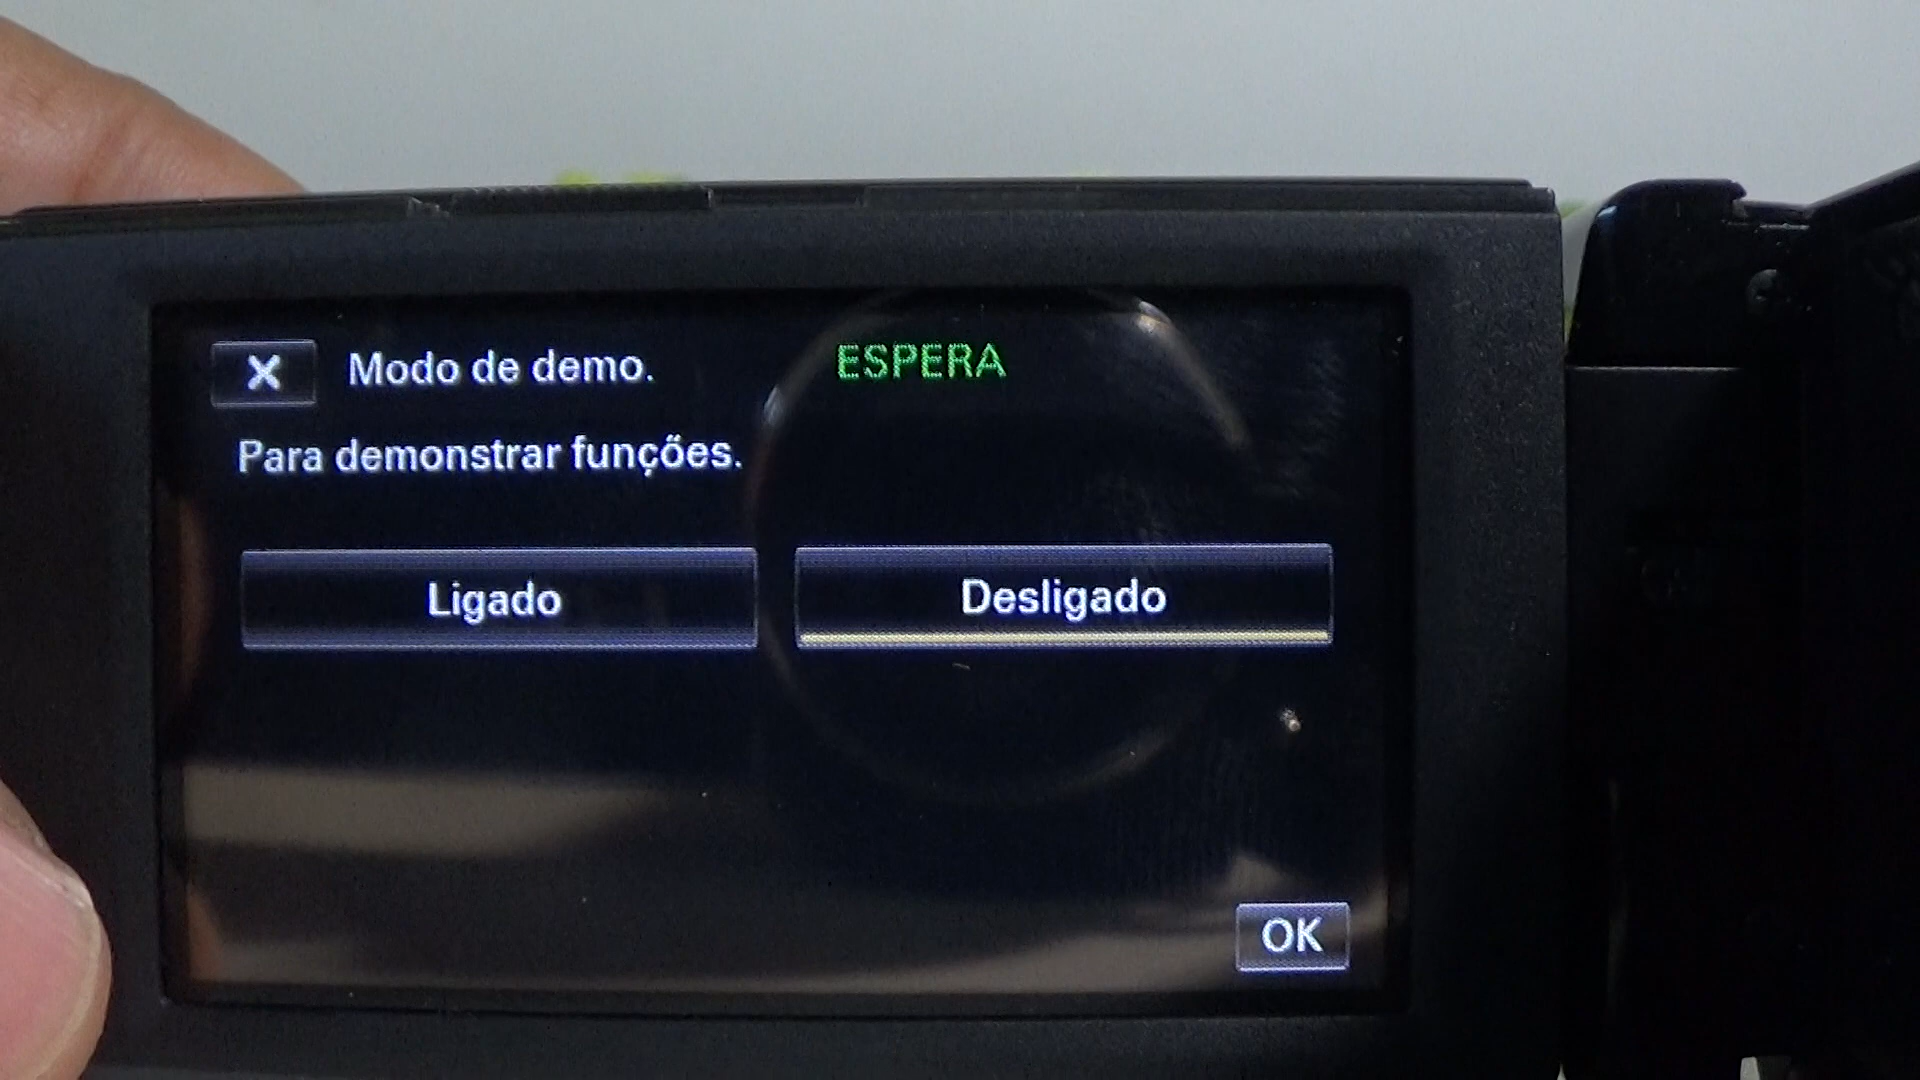 X Modo de demo. ESPERA
Para demonstrar funções.
Ligado Desligado
OK